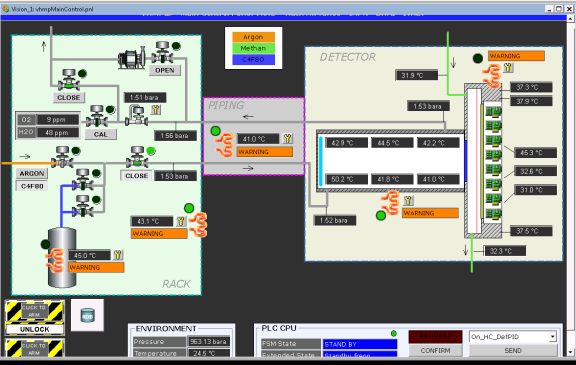 Vision_1: vhmpMainControl.pnl
Argon
Methan
C4F8O
OPEN
CLOSE
1.51 bara
O2 9 ppm
H2O 48 ppm
CAL
1.56 bara
ARGON
C4F8O
CLOSE
1.53 bara
43.1 °C
WARNING
45.0 °C
WARNING
RACK
PIPING
41.0 °C
WARNING
DETECTOR
WARNING
31.9 °C
1.53 bara
37.3 °C
37.9 °C
42.9 °C 44.5 °C 42.2 °C
50.2 °C 41.8 °C 41.0 °C
45.3 °C
32.6 °C
31.0 °C
WARNING
1.52 bara
37.5 °C
32.3 °C
CLICK TO
ARM
UNLOCK
CLICK TO
ARM
ENVIRONMENT
Pressure 963.13 bara
Temperature 24.5 °C
PLC CPU
FSM State STAND BY
Extended State Standby freon
CONFIRM
On_HC_DetPID
SEND